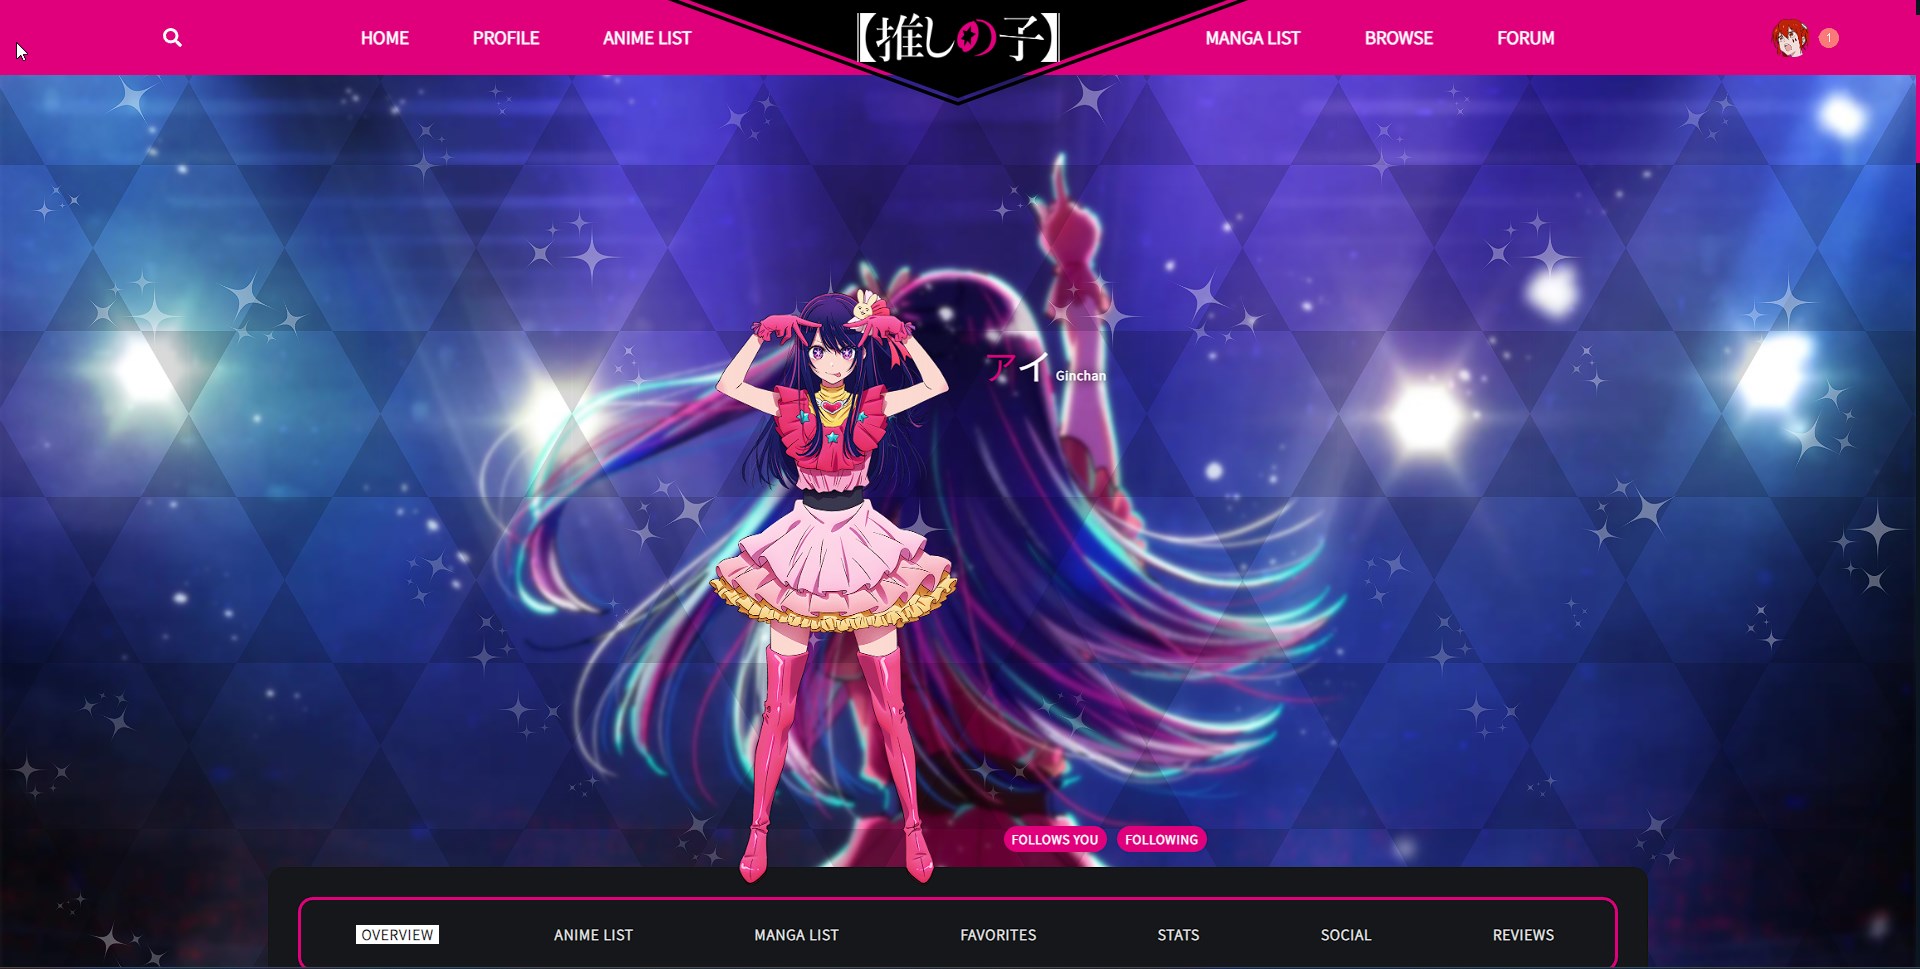 HOME PROFILE ANIME LIST 【推しの子】 MANGA LIST BROWSE FORUM 1
アイ Ginchan
FOLLOWS YOU FOLLOWING
OVERVIEW ANIME LIST MANGA LIST FAVORITES STATS SOCIAL REVIEWS